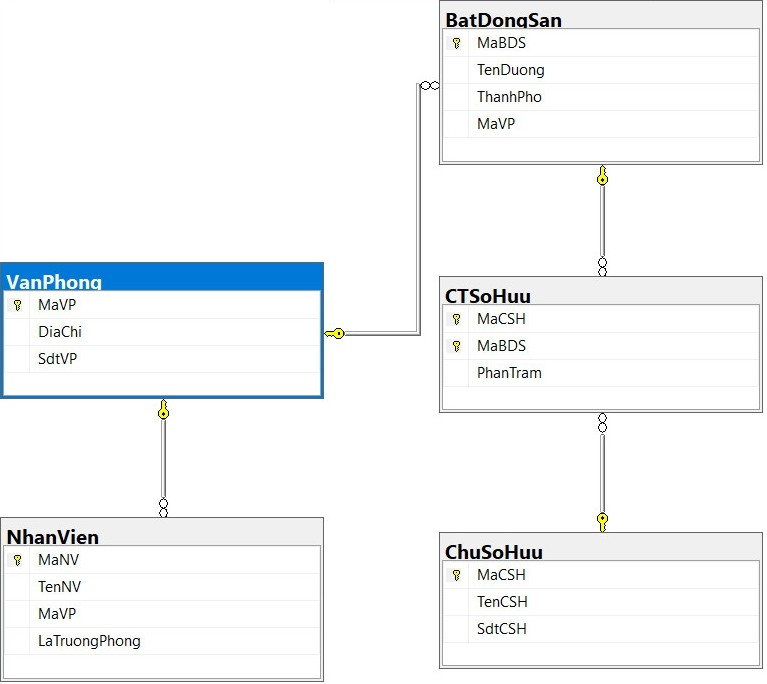 BatDongSan
MaBDS
TenDuong
ThanhPho
MaVP
VanPhong
MaVP
DiaChi
SdtVP
CTSoHuu
MaCSH
MaBDS
PhanTram
NhanVien
MaNV
TenNV
MaVP
LaTruongPhong
ChuSoHuu
MaCSH
TenCSH
SdtCSH